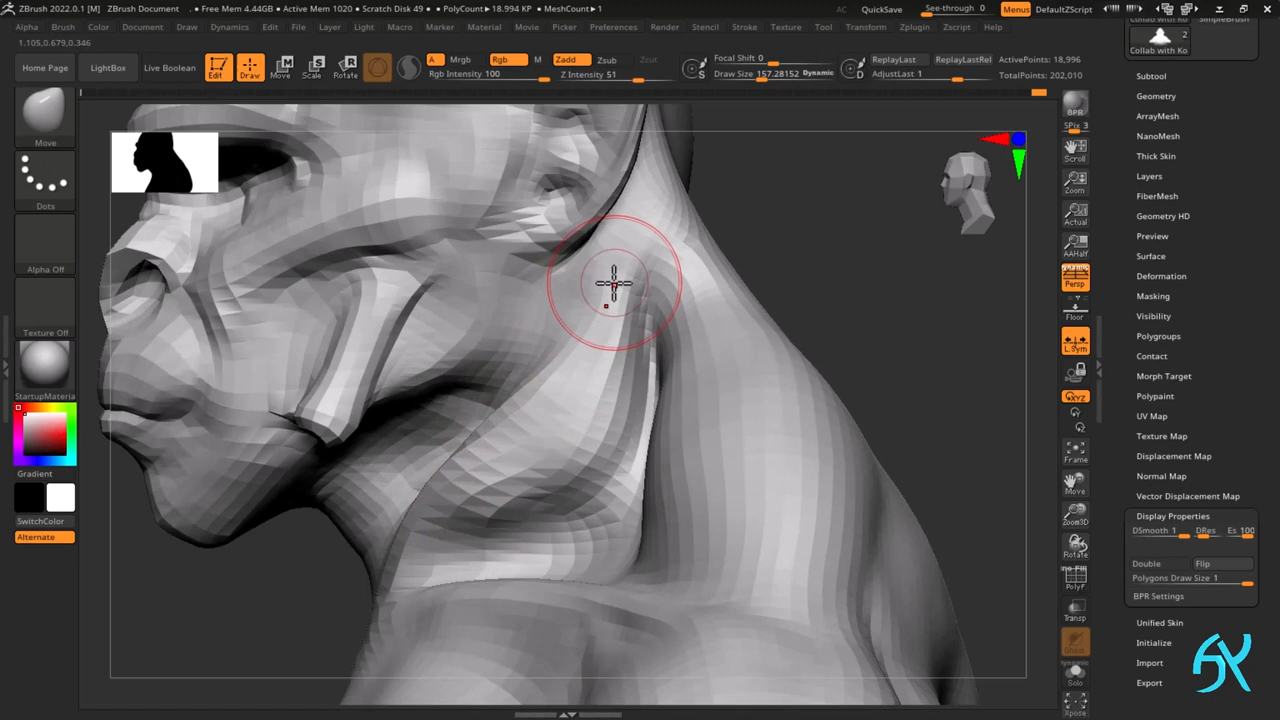 ZBrush 2022.0.1 [M] ZBrush Document . • Free Mem 4.44GB • Active Mem 1020 • Scratch Disk 49 • PolyCount▸18.994 KP • MeshCount▸1 AC QuickSave See-through 0 Menus DefaultZScript
Alpha Brush Color Document Draw Dynamics Edit File Layer Light Macro Marker Material Movie Picker Preferences Render Stencil Stroke Texture Tool Transform Zplugin Zscript Help
1.105,0.679,0.346
Home Page LightBox Live Boolean Edit Draw Move Scale Rotate
A Mrgb Rgb M Zadd Zsub Zcut
Rgb Intensity 100 Z Intensity 51
S Focal Shift 0
Draw Size 157.28152 Dynamic
D ReplayLast ReplayLastRel
AdjustLast 1
ActivePoints: 18,996
TotalPoints: 202,010
Move
Dots
Alpha Off
Texture Off
StartupMateria
Gradient
SwitchColor
Alternate
BPR
SPix 3
Scroll
Zoom
Actual
AAHalf
Persp
Floor
L.Sym
XYZ
Y
Z
Frame
Move
Zoom3D
Rotate
PolyF
Transp
Ghost
Dynamic
Solo
Xpose
SimpleBrush
2
Collab with Ko
Subtool
Geometry
ArrayMesh
NanoMesh
Thick Skin
Layers
FiberMesh
Geometry HD
Preview
Surface
Deformation
Masking
Visibility
Polygroups
Contact
Morph Target
Polypaint
UV Map
Texture Map
Displacement Map
Normal Map
Vector Displacement Map
Display Properties
DSmooth 1 DRes Es 100
Double Flip
Polygons Draw Size 1
BPR Settings
Unified Skin
Initialize
Import
Export